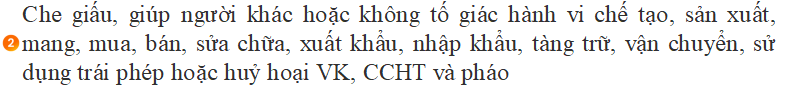 Che giấu, giúp người khác hoặc không tố giác hành vi chế tạo, sản xuất,
2 mang, mua, bán, sửa chữa, xuất khẩu, nhập khẩu, tàng trữ, vận chuyển, sử
dụng trái phép hoặc huỷ hoại VK, CCHT và pháo